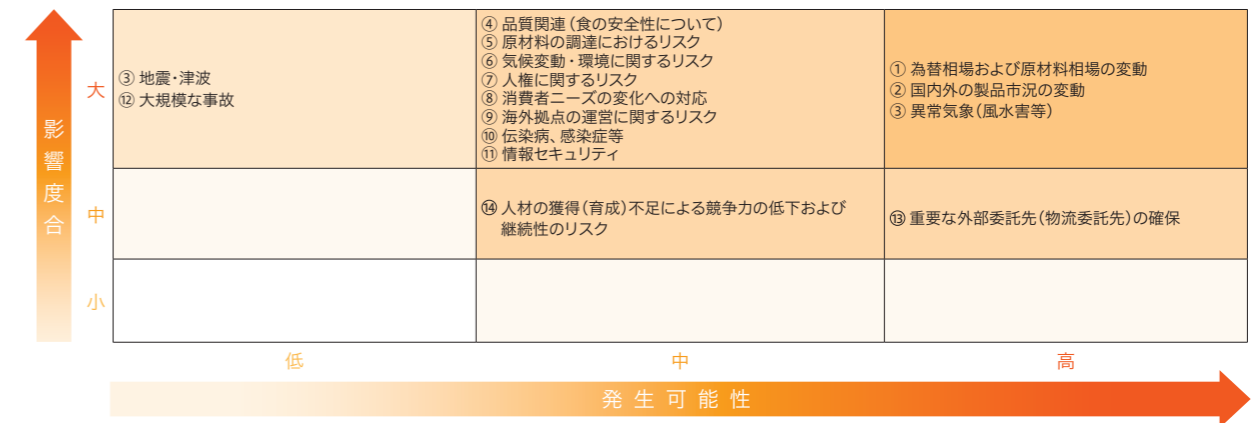 影響度合
大
③ 地震・津波
⑫ 大規模な事故
④ 品質関連（食の安全性について）
⑤ 原材料の調達におけるリスク
⑥ 気候変動・環境に関するリスク
⑦ 人権に関するリスク
⑧ 消費者ニーズの変化への対応
⑨ 海外拠点の運営に関するリスク
⑩ 伝染病、感染症等
⑪ 情報セキュリティ
① 為替相場および原材料相場の変動
② 国内外の製品市況の変動
③ 異常気象（風水害等）
中
⑭ 人材の獲得（育成）不足による競争力の低下および
継続性のリスク
⑬ 重要な外部委託先（物流委託先）の確保
小
低
中
高
発生可能性